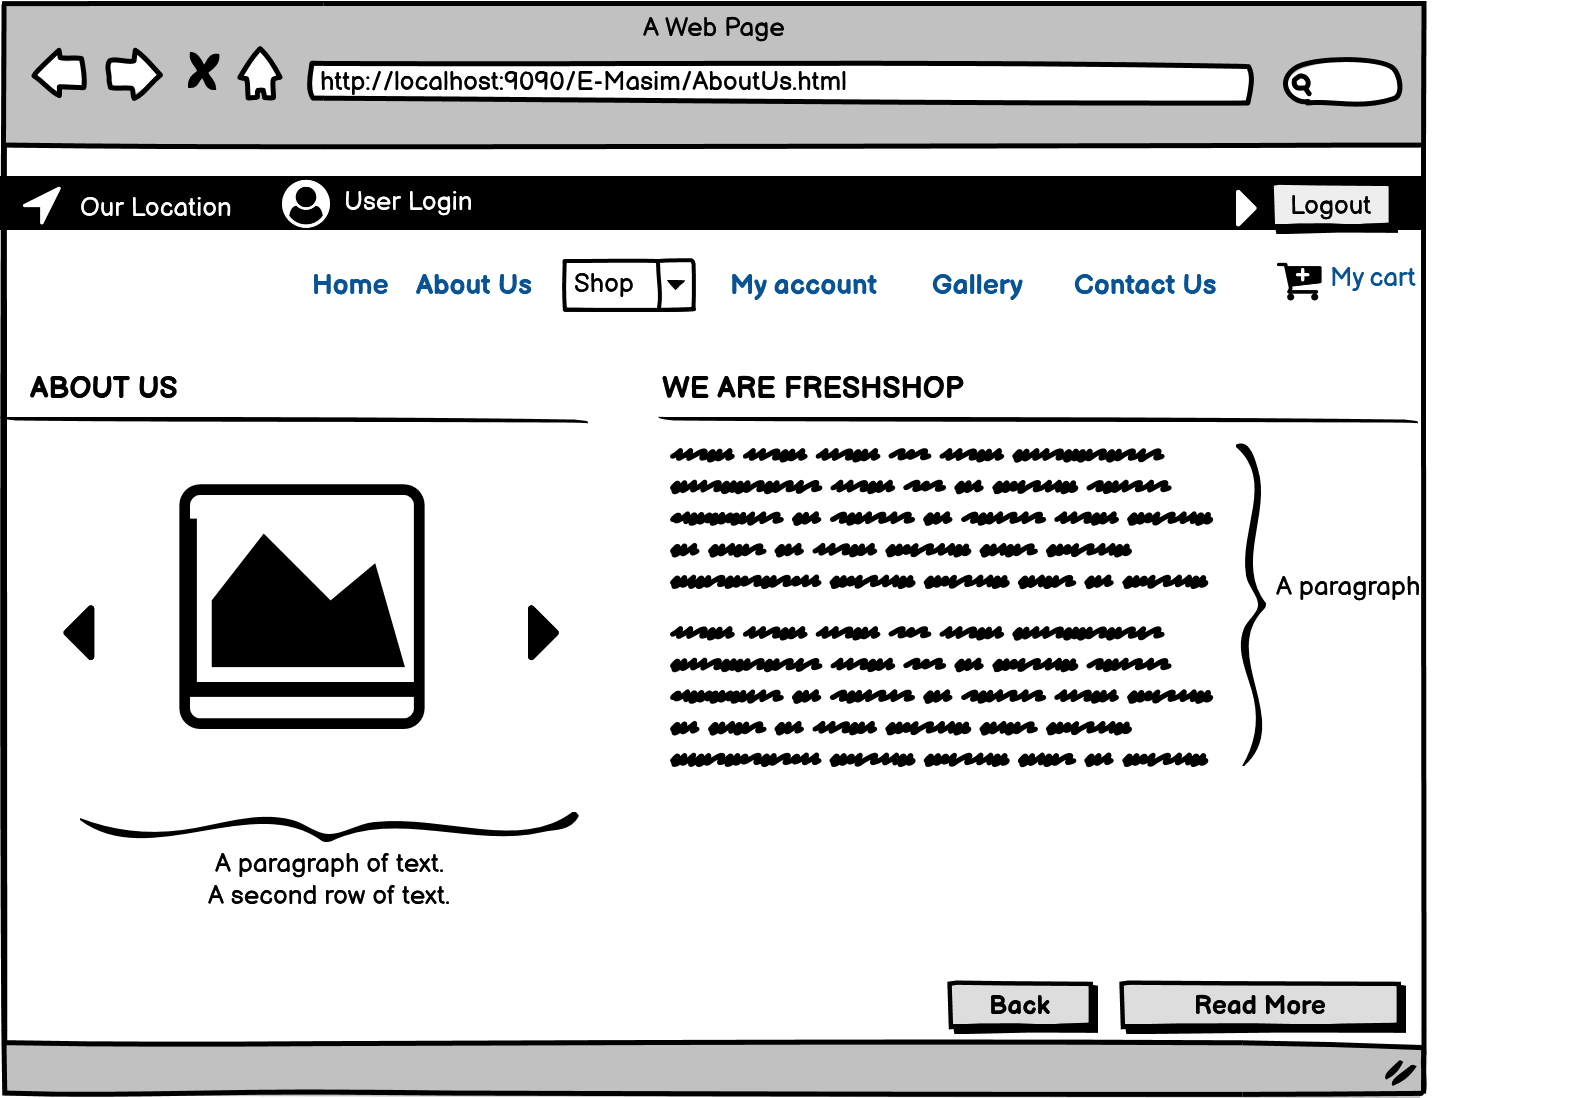 A Web Page
http://localhost:9090/E-Masim/AboutUs.html
Our Location
User Login
Logout
Home
About Us
Shop
My account
Gallery
Contact Us
My cart
ABOUT US
WE ARE FRESHSHOP
A paragraph
A paragraph of text.
A second row of text.
Back
Read More